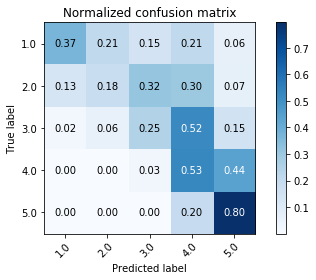 Normalized confusion matrix
1.0 0.37 0.21 0.15 0.21 0.06
2.0 0.13 0.18 0.32 0.30 0.07
3.0 0.02 0.06 0.25 0.52 0.15
4.0 0.00 0.00 0.03 0.53 0.44
5.0 0.00 0.00 0.00 0.20 0.80
True label
1.0 2.0 3.0 4.0 5.0
Predicted label
0.7
0.6
0.5
0.4
0.3
0.2
0.1